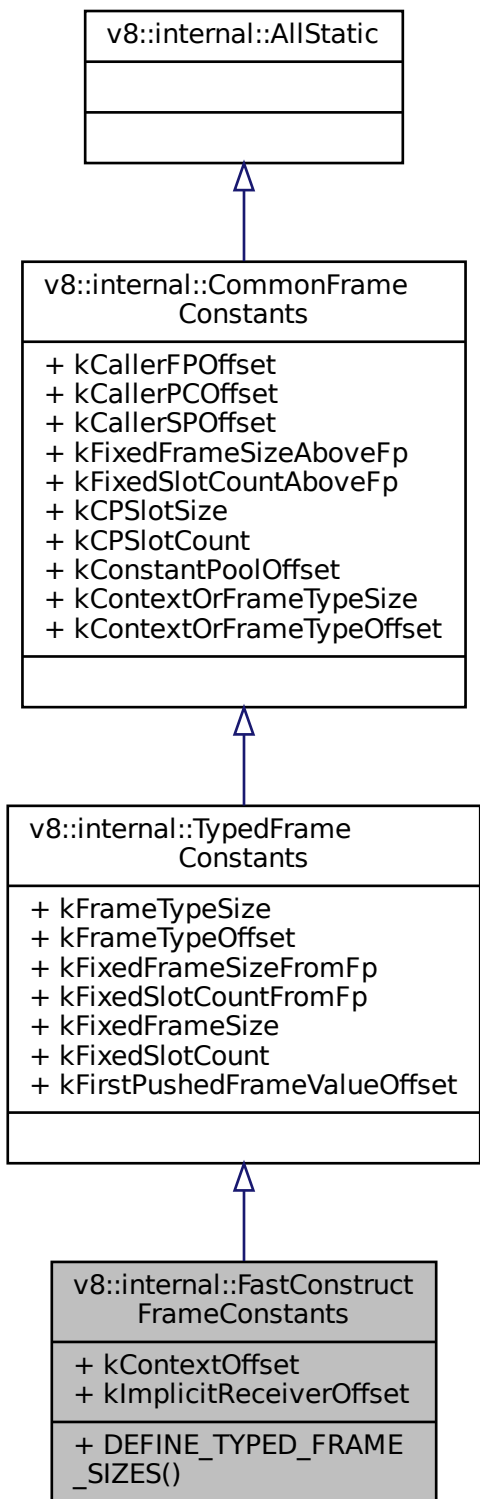 v8::internal::AllStatic
v8::internal::CommonFrame
Constants
+ kCallerFPOffset
+ kCallerPCOffset
+ kCallerSPOffset
+ kFixedFrameSizeAboveFp
+ kFixedSlotCountAboveFp
+ kCPSlotSize
+ kCPSlotCount
+ kConstantPoolOffset
+ kContextOrFrameTypeSize
+ kContextOrFrameTypeOffset
v8::internal::TypedFrame
Constants
+ kFrameTypeSize
+ kFrameTypeOffset
+ kFixedFrameSizeFromFp
+ kFixedSlotCountFromFp
+ kFixedFrameSize
+ kFixedSlotCount
+ kFirstPushedFrameValueOffset
v8::internal::FastConstruct
FrameConstants
+ kContextOffset
+ kImplicitReceiverOffset
+ DEFINE_TYPED_FRAME
_SIZES()